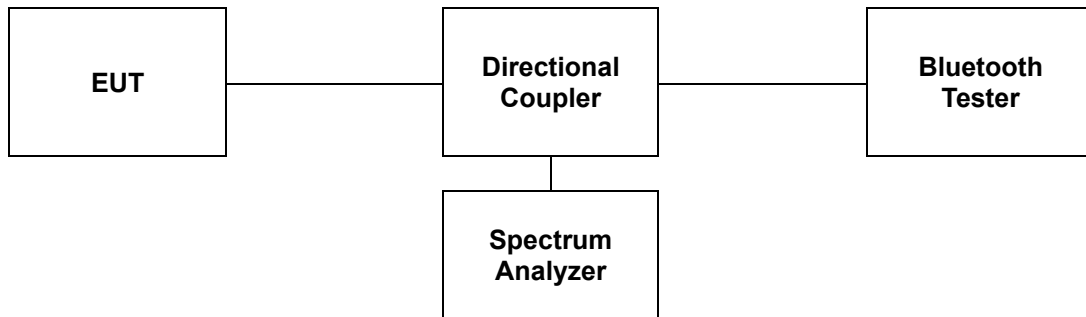 EUT
Directional
Coupler
Bluetooth
Tester
Spectrum
Analyzer